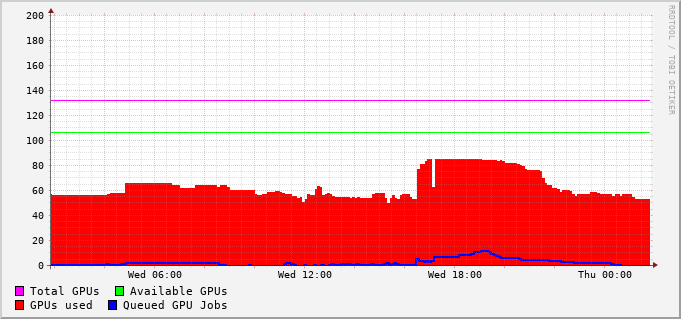 200
180
160
140
120
100
80
60
40
20
0
Wed 06:00 Wed 12:00 Wed 18:00 Thu 00:00
Total GPUs Available GPUs
GPUs used Queued GPU Jobs
RRDTOOL / TOBI OETIKER